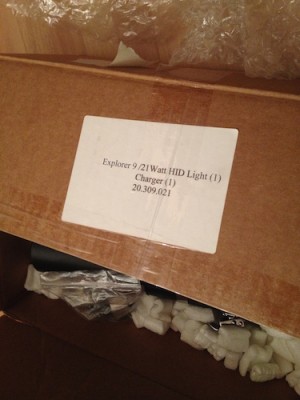 Explorer 9 /21Watt HID Light (1)
Charger (1)
20.309.021